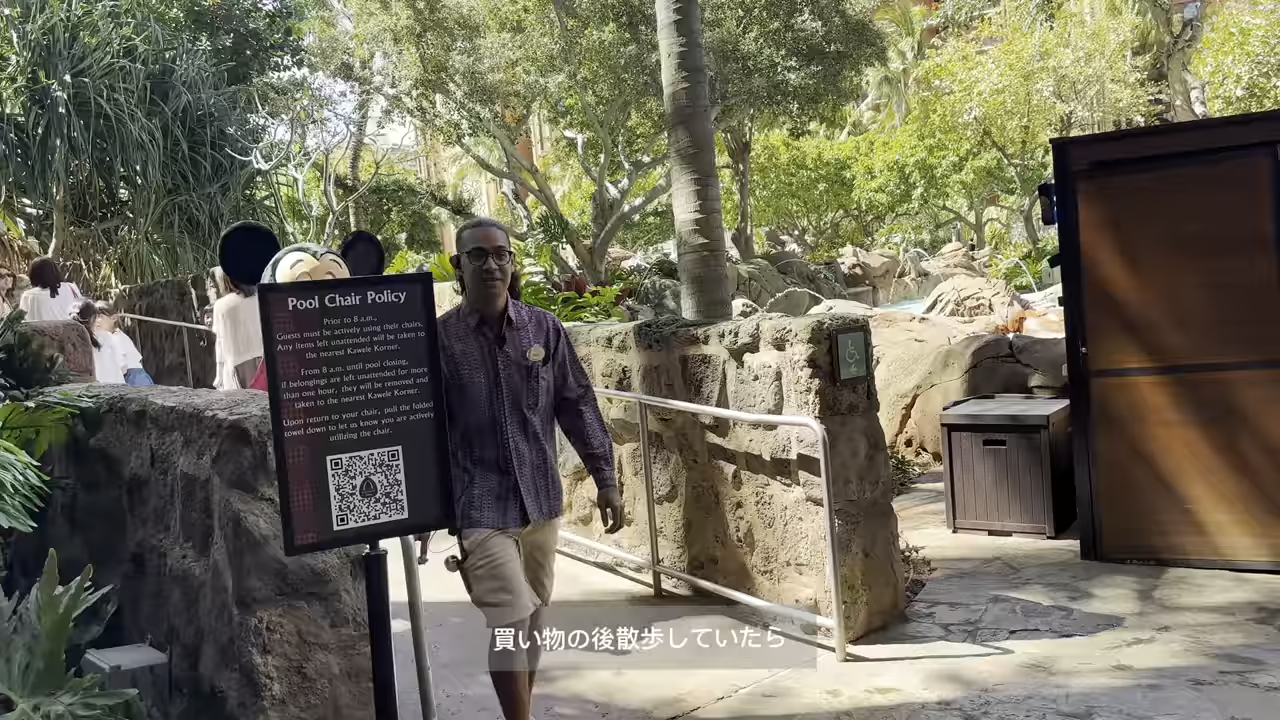 Pool Chair Policy
Prior to 8 a.m.,
Guests must be actively using their chairs.
Any items left unattended will be taken to
the nearest Kawele Korner.
From 8 a.m. until pool closing,
if belongings are left unattended for more
than one hour, they will be removed and
taken to the nearest Kawele Korner.
Upon return to your chair, pull the folded
towel down to let us know you are actively
utilizing the chair.
買い物の後散歩していたら